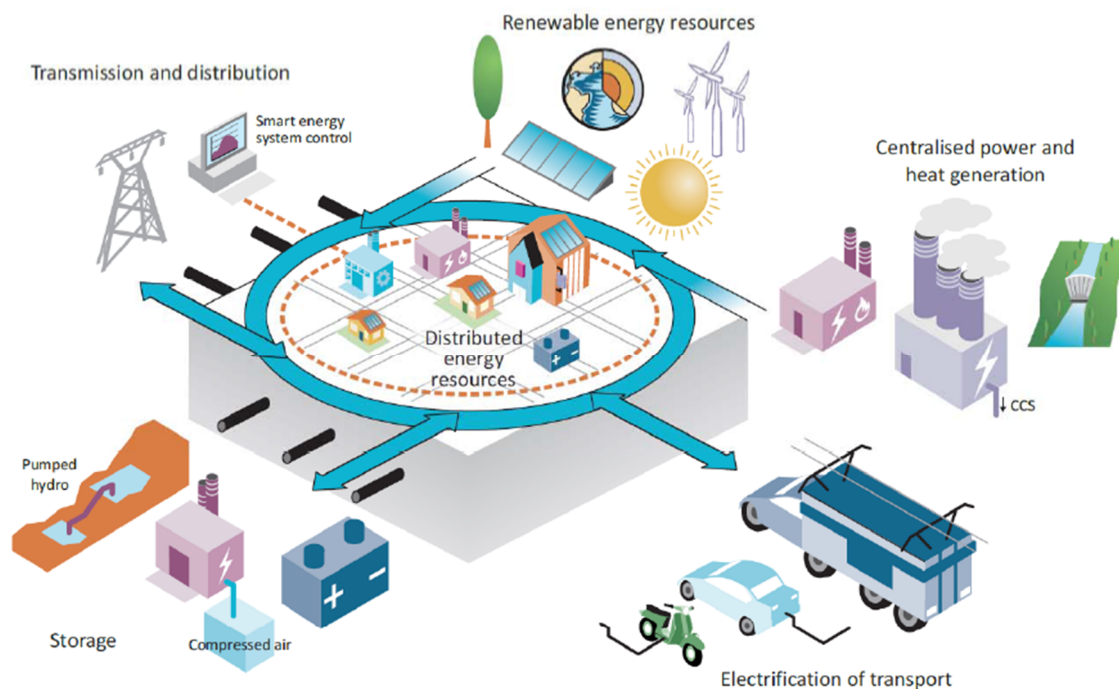 Renewable energy resources
Transmission and distribution
Smart energy
system control
Centralised power and
heat generation
Distributed
energy
resources
CCS
Pumped
hydro
+ -
Storage
Compressed air
Electrification of transport